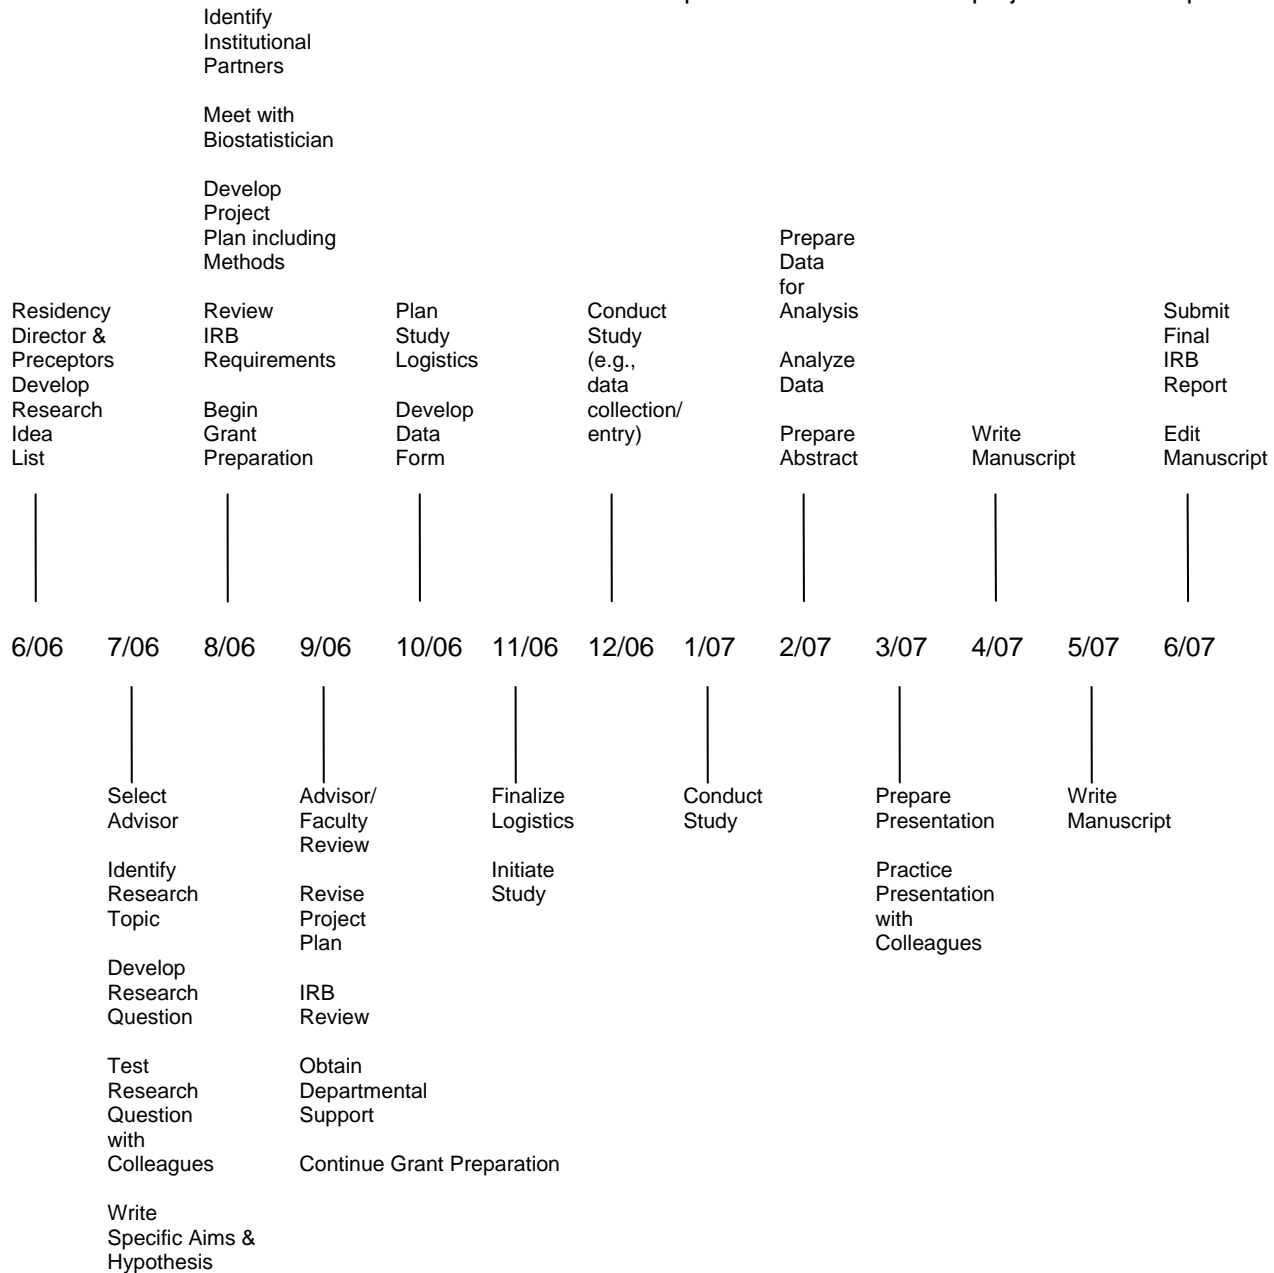 Identify
Institutional
Partners
Meet with
Biostatistician
Develop
Project
Plan including
Methods
Review
IRB
Requirements
Begin
Grant
Preparation
Residency
Director &
Preceptors
Develop
Research
Idea
List
Plan
Study
Logistics
Develop
Data
Form
Conduct
Study
(e.g.,
data
collection/
entry)
Prepare
Data
for
Analysis
Analyze
Data
Prepare
Abstract
Write
Manuscript
Submit
Final
IRB
Report
Edit
Manuscript
6/06 7/06 8/06 9/06 10/06 11/06 12/06 1/07 2/07 3/07 4/07 5/07 6/07
Select
Advisor
Identify
Research
Topic
Develop
Research
Question
Test
Research
Question
with
Colleagues
Write
Specific Aims &
Hypothesis
Advisor/
Faculty
Review
Revise
Project
Plan
IRB
Review
Obtain
Departmental
Support
Continue Grant Preparation
Finalize
Logistics
Initiate
Study
Conduct
Study
Prepare
Presentation
Practice
Presentation
with
Colleagues
Write
Manuscript